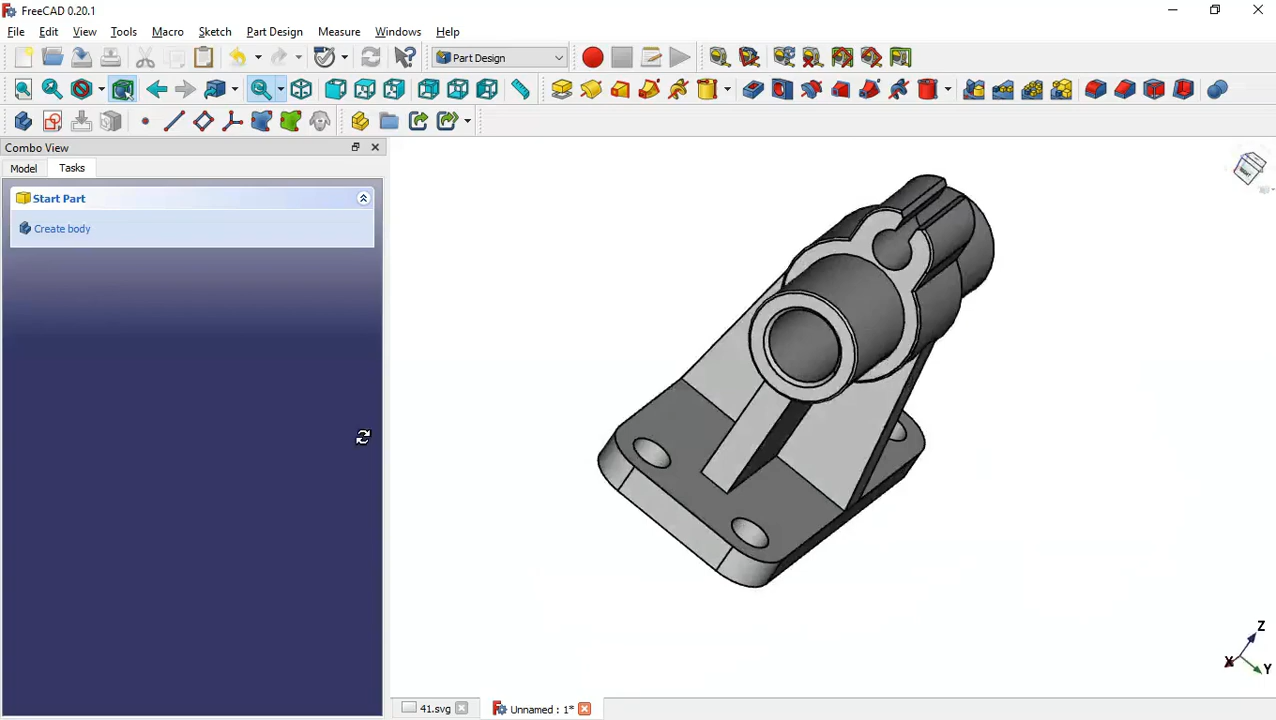 FreeCAD 0.20.1
File Edit View Tools Macro Sketch Part Design Measure Windows Help
Part Design
Combo View
Model Tasks
Start Part
Create body
Z
X Y
41.svg Unnamed : 1*